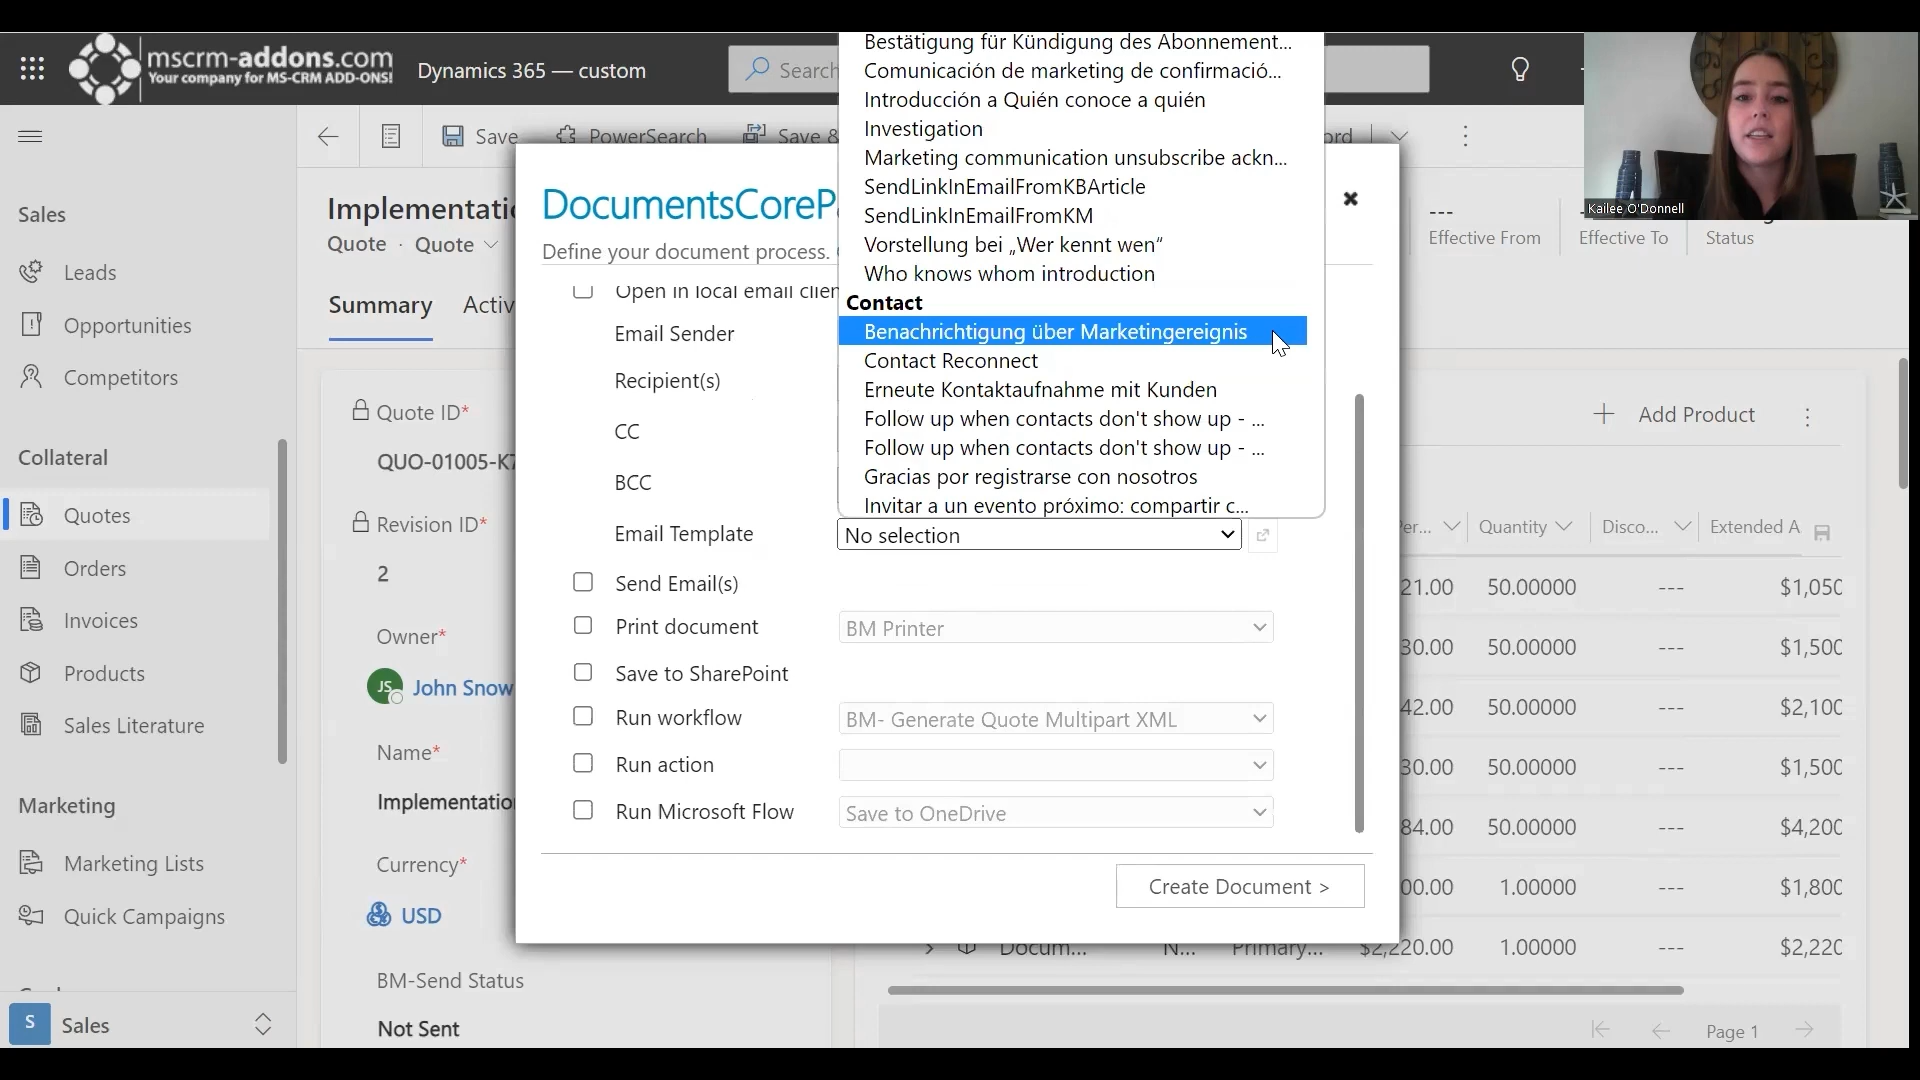 mscrm-addons.com
Your company for MS-CRM ADD-ONS!
Dynamics 365 — custom
Search
Kailee O'Donnell
Save
PowerSearch
Save &
Implementatio
Quote · Quote
Summary
Activ
Effective From
Effective To
Status
---
Sales
Leads
Opportunities
Competitors
Collateral
Quotes
Orders
Invoices
Products
Sales Literature
Marketing
Marketing Lists
Quick Campaigns
S
Sales
Quote ID*
QUO-01005-K7
Revision ID*
2
Owner*
JS
John Snow
Name*
Implementation
Currency*
USD
BM-Send Status
Not Sent
DocumentsCoreP
Define your document process.
Open in local email clien
Email Sender
Recipient(s)
CC
BCC
Email Template
No selection
Send Email(s)
Print document
BM Printer
Save to SharePoint
Run workflow
BM- Generate Quote Multipart XML
Run action
Run Microsoft Flow
Save to OneDrive
Create Document >
Bestätigung für Kündigung des Abonnement...
Comunicación de marketing de confirmació...
Introducción a Quién conoce a quién
Investigation
Marketing communication unsubscribe ackn...
SendLinkInEmailFromKBArticle
SendLinkInEmailFromKM
Vorstellung bei „Wer kennt wen“
Who knows whom introduction
Contact
Benachrichtigung über Marketingereignis
Contact Reconnect
Erneute Kontaktaufnahme mit Kunden
Follow up when contacts don't show up - ...
Follow up when contacts don't show up - ...
Gracias por registrarse con nosotros
Invitar a un evento próximo: compartir c...
Add Product
Per... Quantity Disco... Extended A
21.00 50.00000 --- $1,050
30.00 50.00000 --- $1,500
42.00 50.00000 --- $2,100
30.00 50.00000 --- $1,500
84.00 50.00000 --- $4,200
00.00 1.00000 --- $1,800
Docum... N... Primary... $2,220.00 1.00000 --- $2,220
Page 1